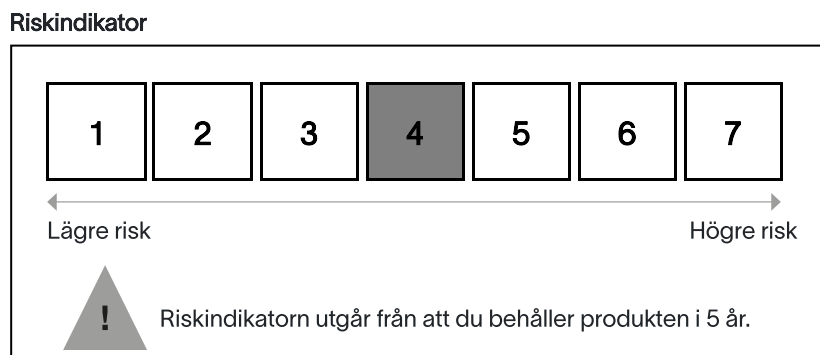 Riskindikator
1 2 3 4 5 6 7
Lägre risk Högre risk
! Riskindikatorn utgår från att du behåller produkten i 5 år.